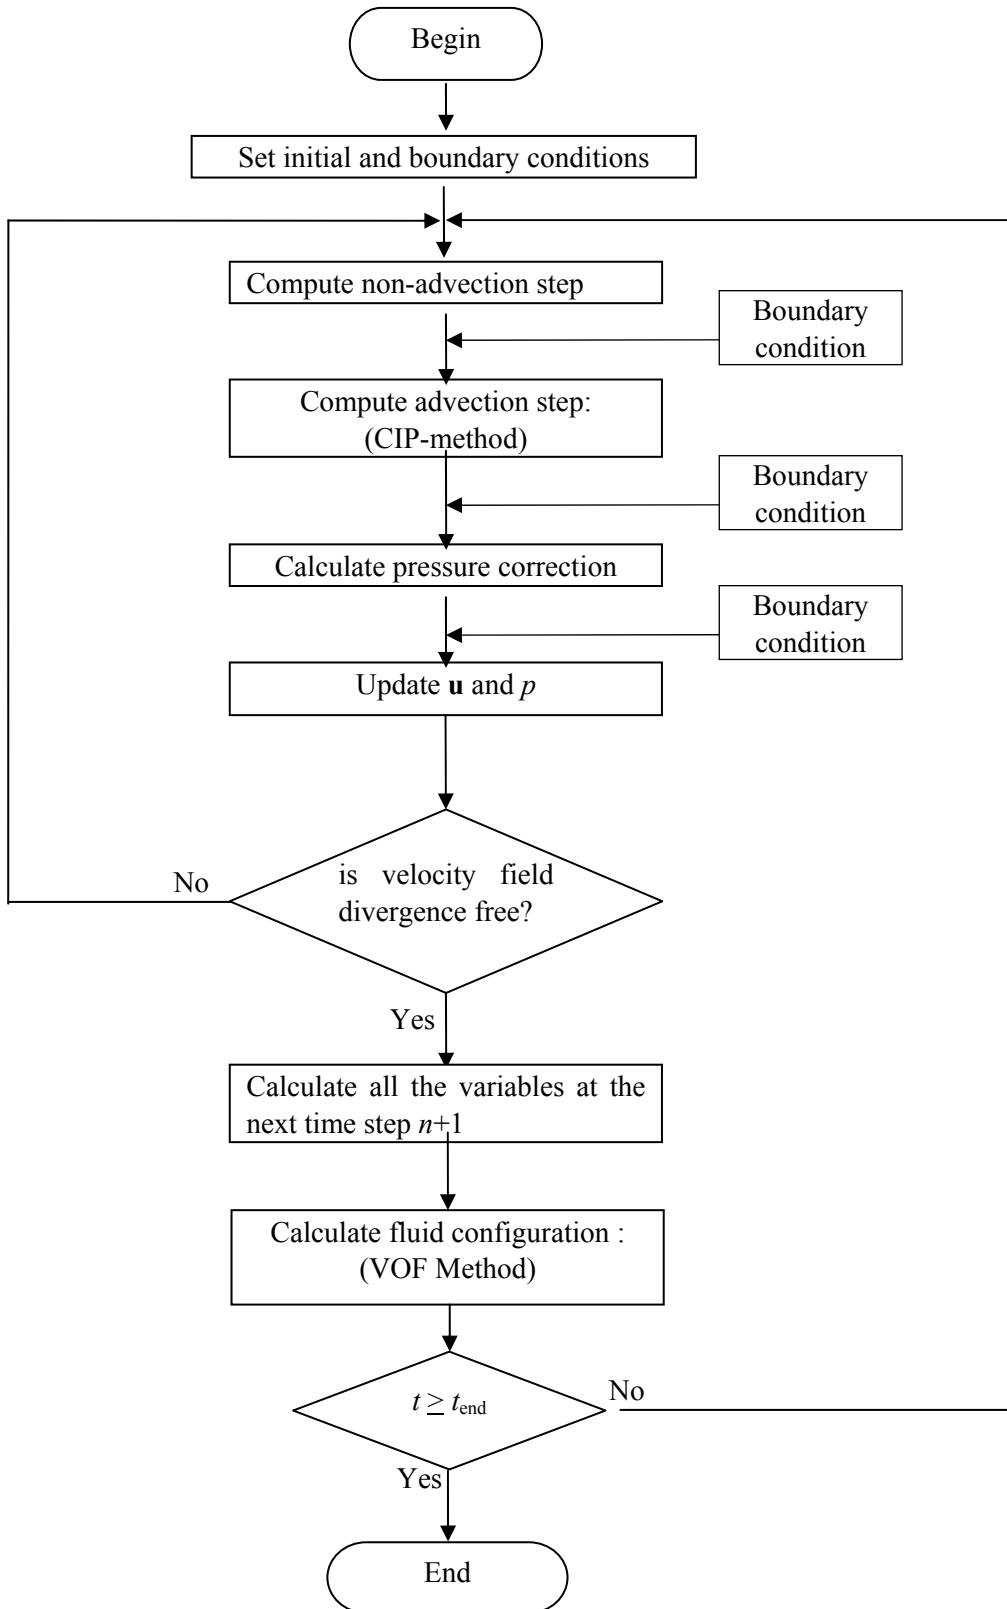 Begin
Set initial and boundary conditions
Compute non-advection step
Boundary
condition
Compute advection step:
(CIP-method)
Boundary
condition
Calculate pressure correction
Boundary
condition
Update u and p
is velocity field
divergence free?
No
Yes
Calculate all the variables at the
next time step n+1
Calculate fluid configuration :
(VOF Method)
t ≥ tend
No
Yes
End